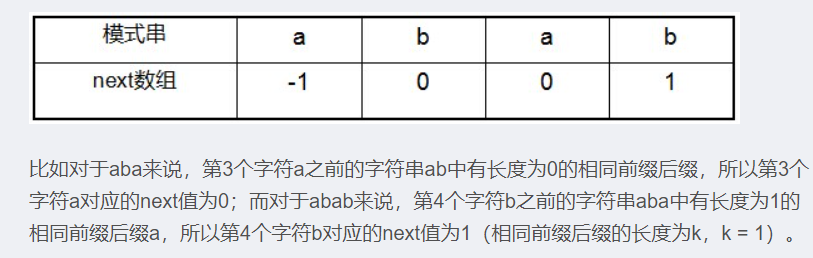 模式串 a b a b
next数组 -1 0 0 1
比如对于aba来说，第3个字符a之前的字符串ab中有长度为0的相同前缀后缀，所以第3个
字符a对应的next值为0；而对于abab来说，第4个字符b之前的字符串aba中有长度为1的
相同前缀后缀a，所以第4个字符b对应的next值为1（相同前缀后缀的长度为k，k = 1）。